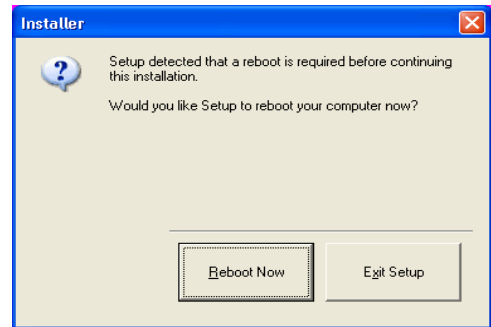 Installer
Setup detected that a reboot is required before continuing
this installation.
Would you like Setup to reboot your computer now?
Reboot Now
Exit Setup